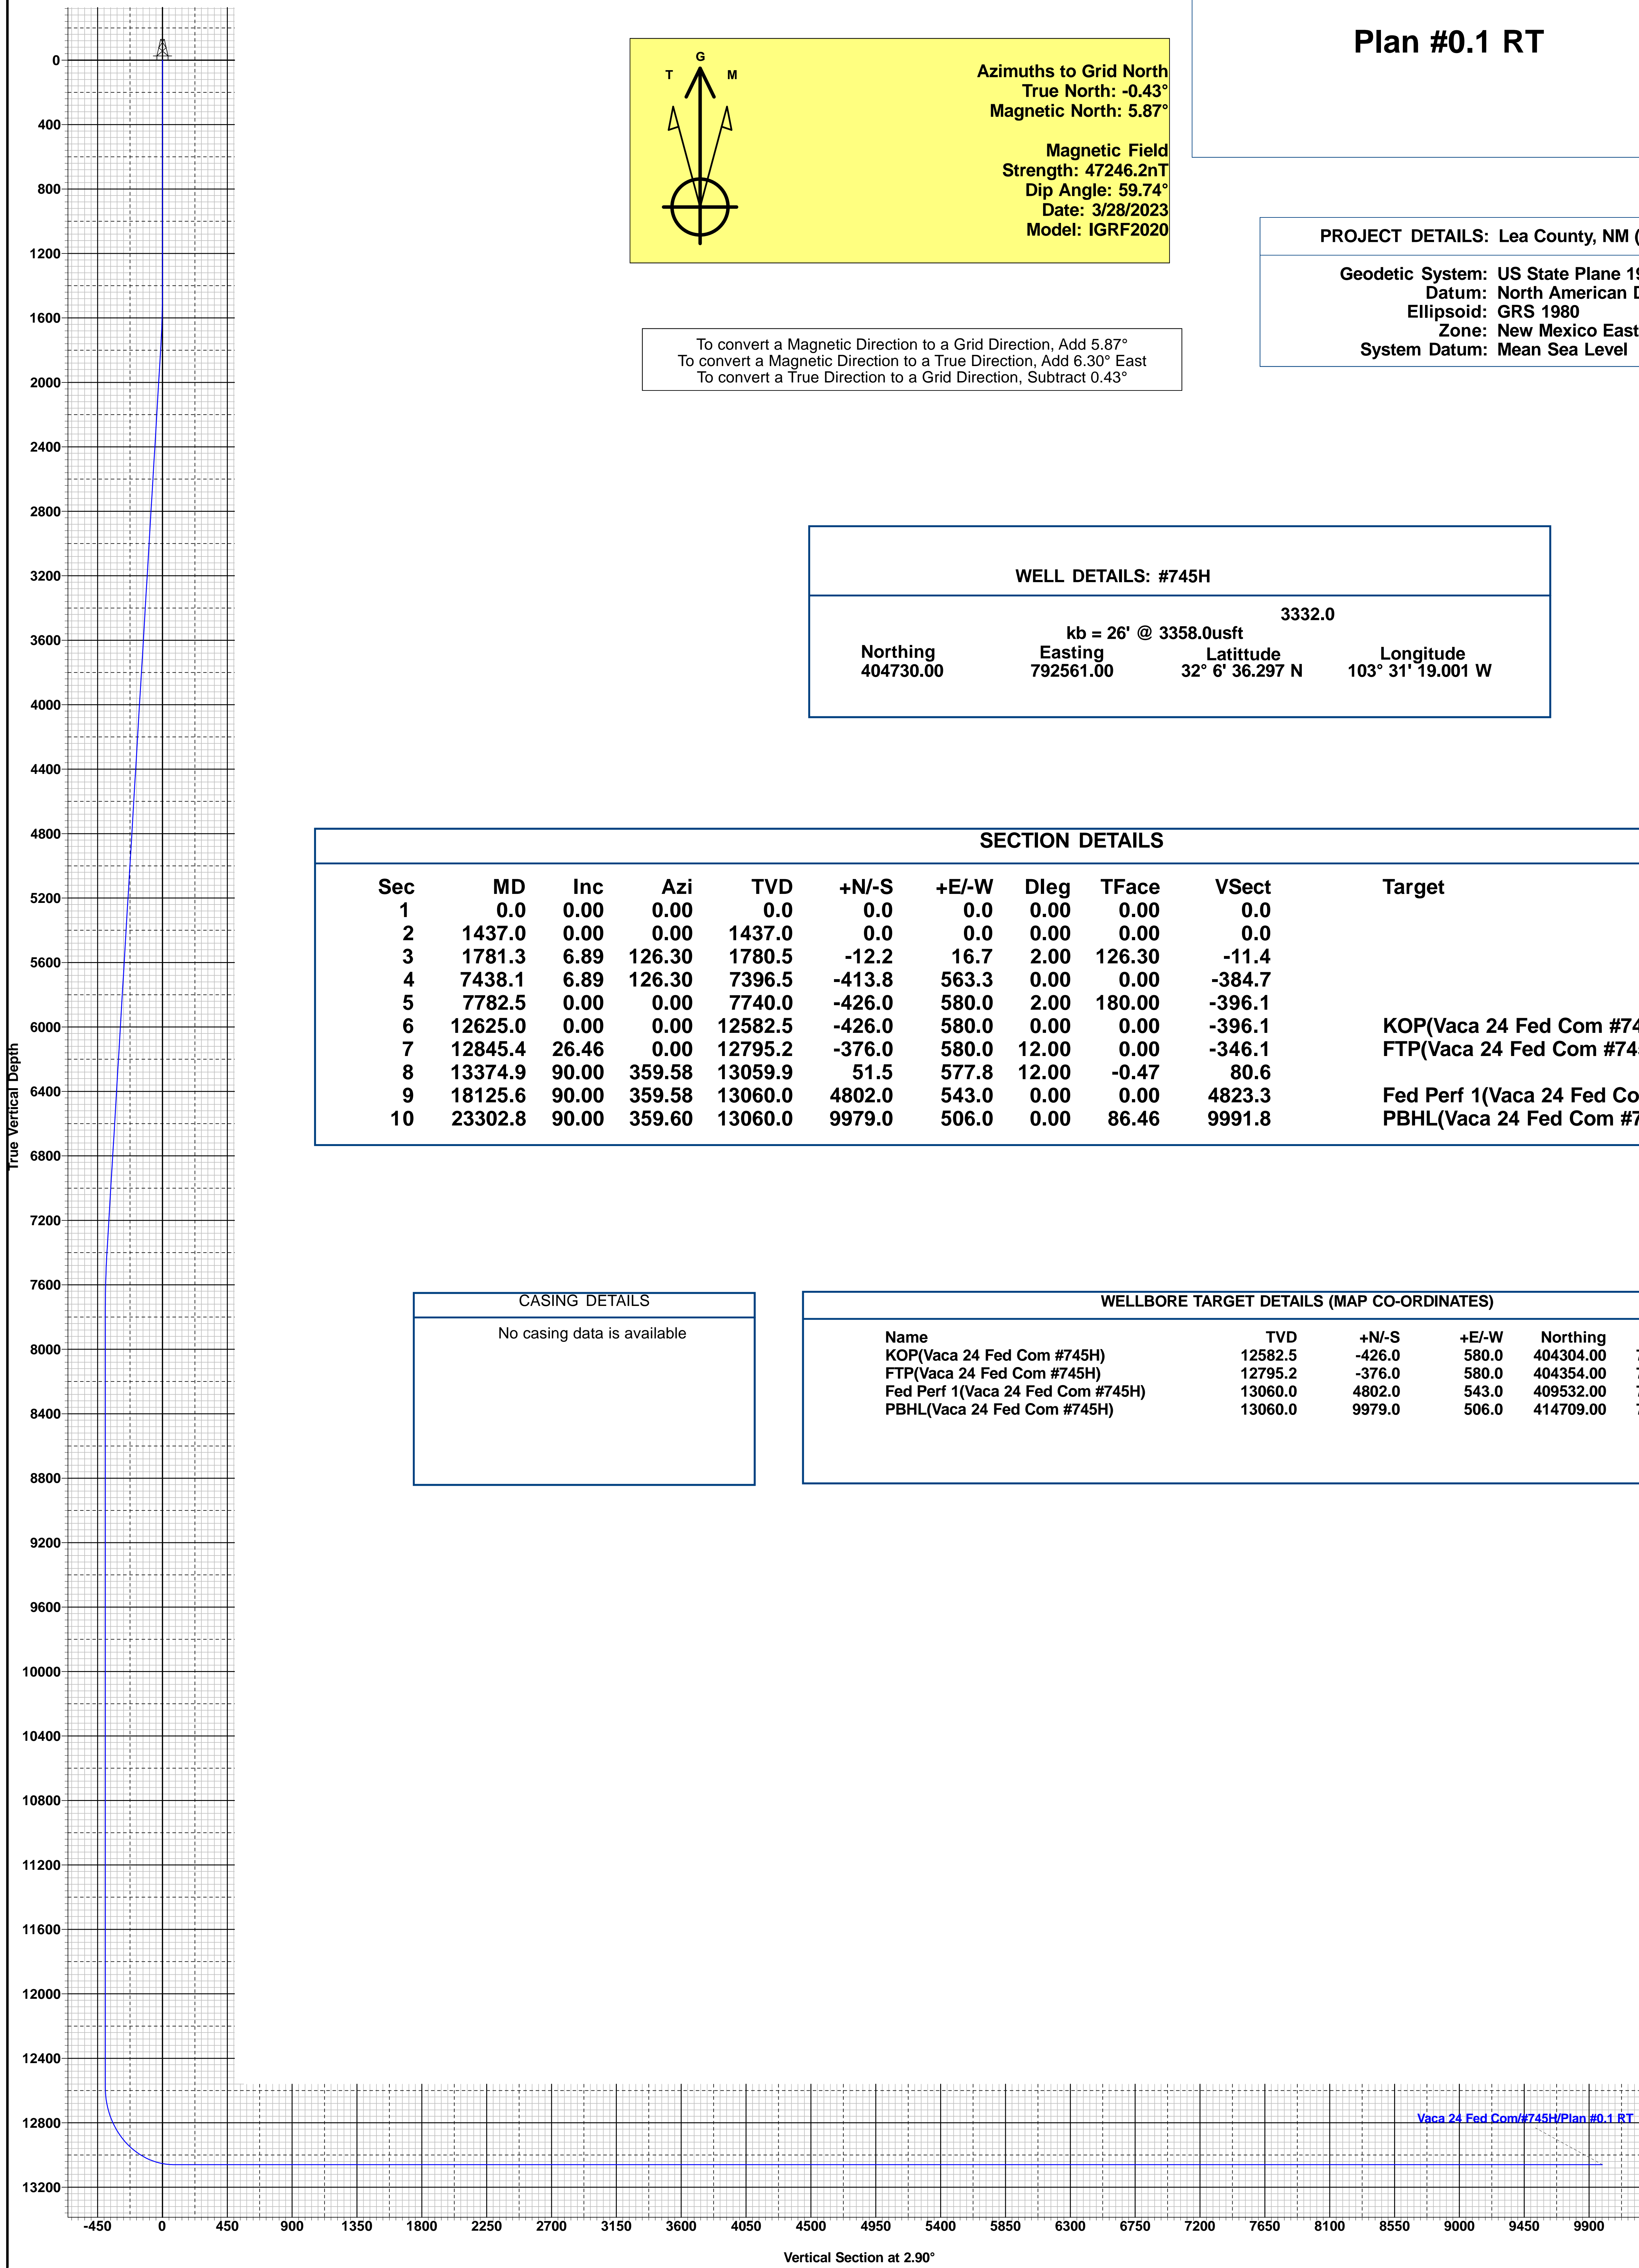 Plan #0.1 RT
G
T M
Azimuths to Grid North
True North: -0.43°
Magnetic North: 5.87°
Magnetic Field
Strength: 47246.2nT
Dip Angle: 59.74°
Date: 3/28/2023
Model: IGRF2020
PROJECT DETAILS: Lea County, NM (
Geodetic System: US State Plane 19
Datum: North American D
Ellipsoid: GRS 1980
Zone: New Mexico East
System Datum: Mean Sea Level
To convert a Magnetic Direction to a Grid Direction, Add 5.87°
To convert a Magnetic Direction to a True Direction, Add 6.30° East
To convert a True Direction to a Grid Direction, Subtract 0.43°
WELL DETAILS: #745H
3332.0
kb = 26' @ 3358.0usft
Northing Easting Latittude Longitude
404730.00 792561.00 32° 6' 36.297 N 103° 31' 19.001 W
SECTION DETAILS
Sec MD Inc Azi TVD +N/-S +E/-W Dleg TFace VSect Target
1 0.0 0.00 0.00 0.0 0.0 0.0 0.00 0.00 0.0
2 1437.0 0.00 0.00 1437.0 0.0 0.0 0.00 0.00 0.0
3 1781.3 6.89 126.30 1780.5 -12.2 16.7 2.00 126.30 -11.4
4 7438.1 6.89 126.30 7396.5 -413.8 563.3 0.00 0.00 -384.7
5 7782.5 0.00 0.00 7740.0 -426.0 580.0 2.00 180.00 -396.1
6 12625.0 0.00 0.00 12582.5 -426.0 580.0 0.00 0.00 -396.1 KOP(Vaca 24 Fed Com #74
7 12845.4 26.46 0.00 12795.2 -376.0 580.0 12.00 0.00 -346.1 FTP(Vaca 24 Fed Com #74
8 13374.9 90.00 359.58 13059.9 51.5 577.8 12.00 -0.47 80.6
9 18125.6 90.00 359.58 13060.0 4802.0 543.0 0.00 0.00 4823.3 Fed Perf 1(Vaca 24 Fed Co
10 23302.8 90.00 359.60 13060.0 9979.0 506.0 0.00 86.46 9991.8 PBHL(Vaca 24 Fed Com #7
CASING DETAILS
No casing data is available
WELLBORE TARGET DETAILS (MAP CO-ORDINATES)
Name TVD +N/-S +E/-W Northing
KOP(Vaca 24 Fed Com #745H) 12582.5 -426.0 580.0 404304.00 7
FTP(Vaca 24 Fed Com #745H) 12795.2 -376.0 580.0 404354.00 7
Fed Perf 1(Vaca 24 Fed Com #745H) 13060.0 4802.0 543.0 409532.00 7
PBHL(Vaca 24 Fed Com #745H) 13060.0 9979.0 506.0 414709.00 7
True Vertical Depth
0
400
800
1200
1600
2000
2400
2800
3200
3600
4000
4400
4800
5200
5600
6000
6400
6800
7200
7600
8000
8400
8800
9200
9600
10000
10400
10800
11200
11600
12000
12400
12800
13200
Vaca 24 Fed Com/#745H/Plan #0.1 RT
-450 0 450 900 1350 1800 2250 2700 3150 3600 4050 4500 4950 5400 5850 6300 6750 7200 7650 8100 8550 9000 9450 9900
Vertical Section at 2.90°